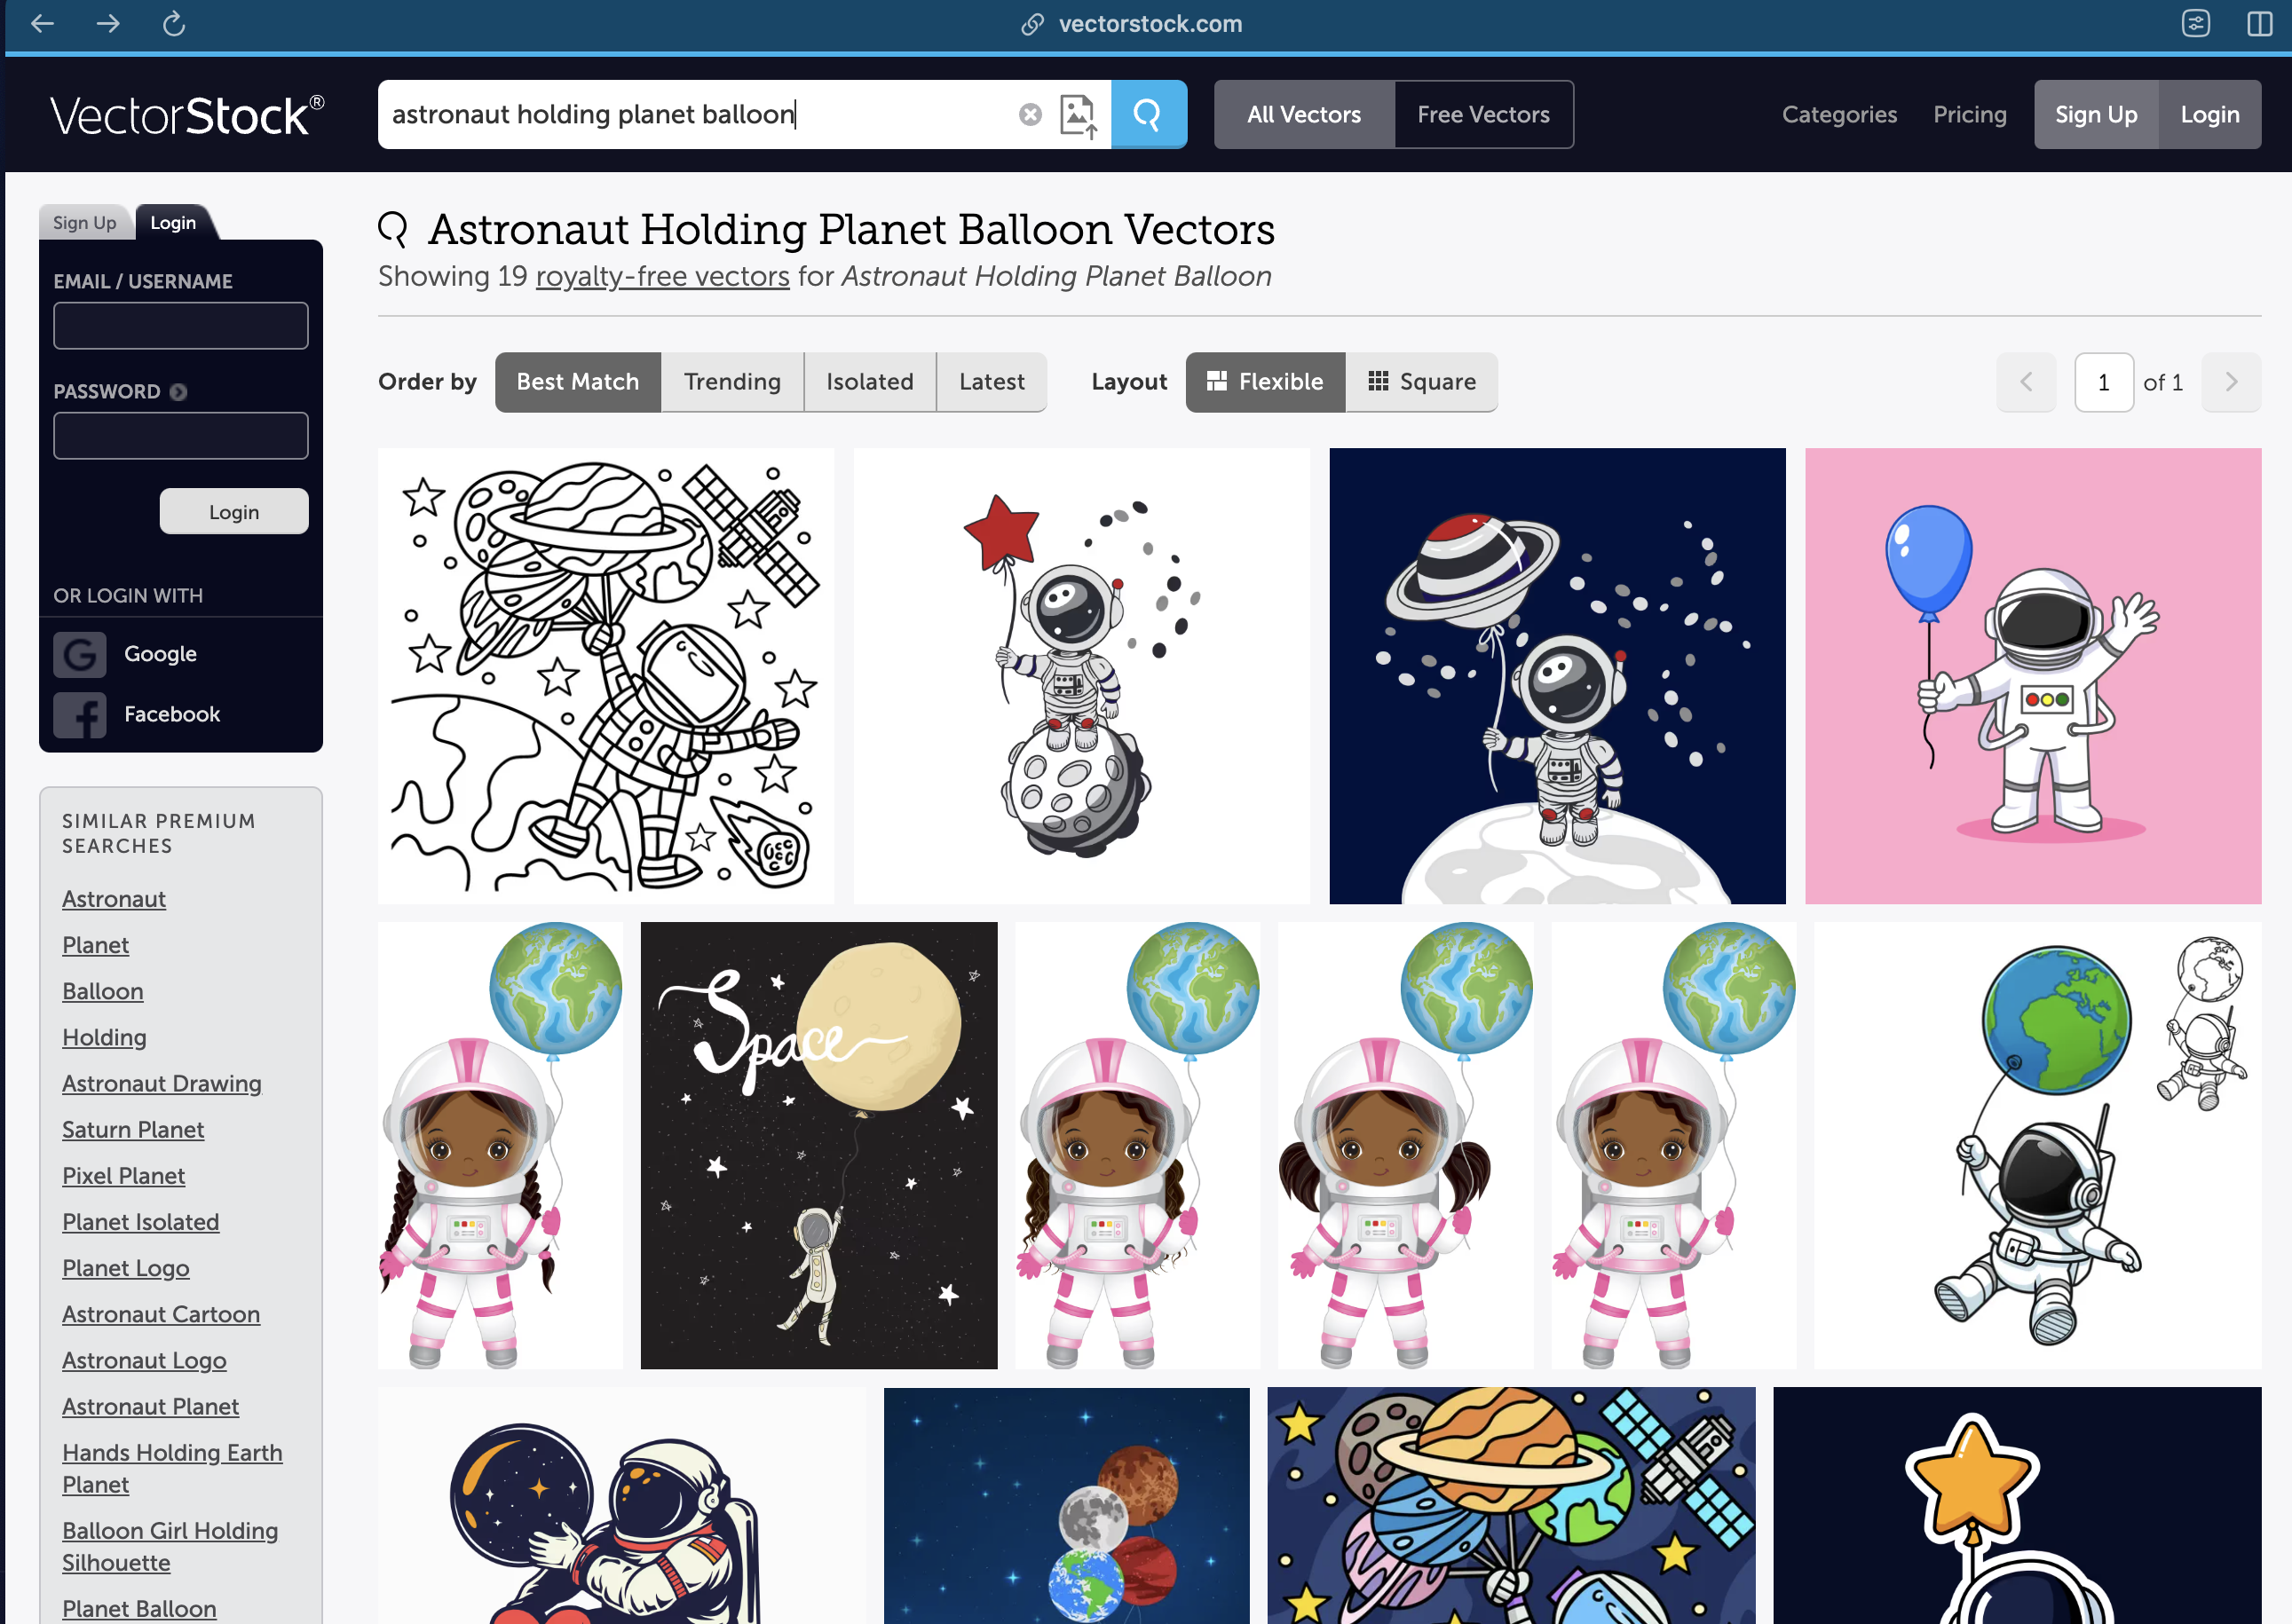 vectorstock.com
VectorStock®
astronaut holding planet balloon
All Vectors
Free Vectors
Categories
Pricing
Sign Up
Login
Sign Up
Login
EMAIL / USERNAME
PASSWORD
Login
OR LOGIN WITH
Google
Facebook
SIMILAR PREMIUM
SEARCHES
Astronaut
Planet
Balloon
Holding
Astronaut Drawing
Saturn Planet
Pixel Planet
Planet Isolated
Planet Logo
Astronaut Cartoon
Astronaut Logo
Astronaut Planet
Hands Holding Earth
Planet
Balloon Girl Holding
Silhouette
Planet Balloon
Astronaut Holding Planet Balloon Vectors
Showing 19 royalty-free vectors for Astronaut Holding Planet Balloon
Order by
Best Match
Trending
Isolated
Latest
Layout
Flexible
Square
1
of 1
Space